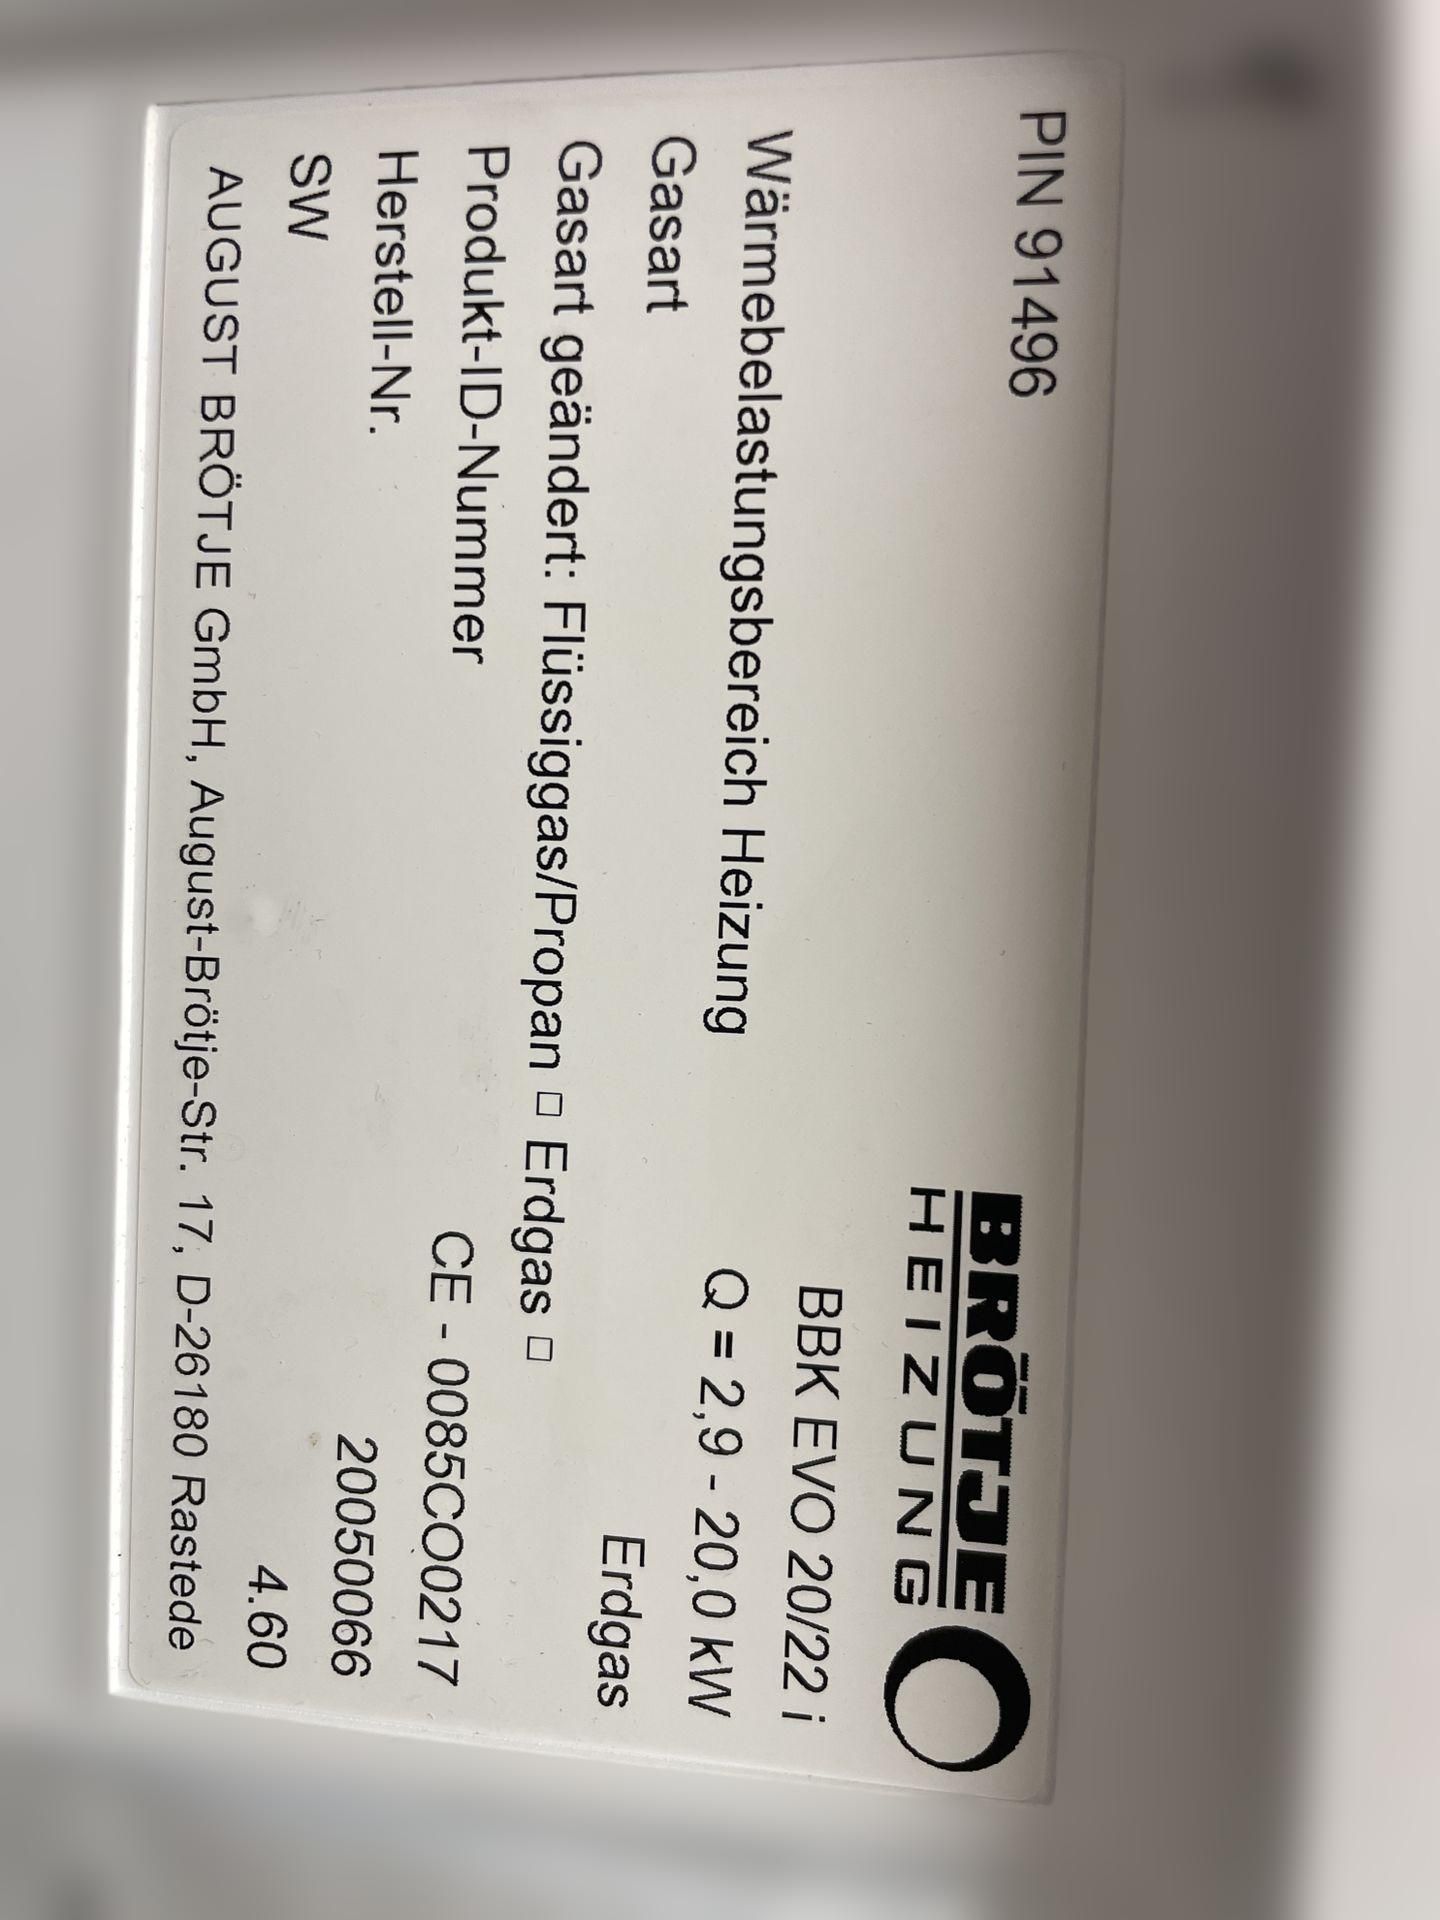 PIN 91496
BRÖTJE
HEIZUNG
BBK EVO 20/22 i
Wärmebelastungsbereich Heizung Q = 2,9 - 20,0 kW
Gasart Erdgas
Gasart geändert: Flüssiggas/Propan □ Erdgas □
Produkt-ID-Nummer CE - 0085CO0217
Herstell-Nr. 20050066
SW 4.60
AUGUST BRÖTJE GmbH, August-Brötje-Str. 17, D-26180 Rastede